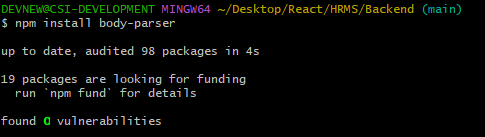 DEVNEW@CSI-DEVELOPMENT MINGW64 ~/Desktop/React/HRMS/Backend (main)
$ npm install body-parser
up to date, audited 98 packages in 4s
19 packages are looking for funding
run `npm fund` for details
found 0 vulnerabilities